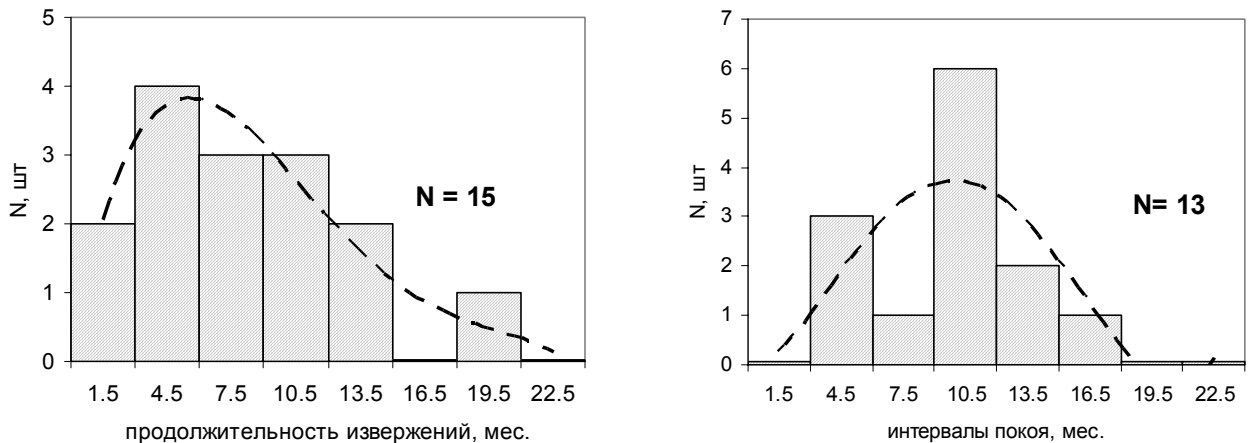 5
4
3
2
1
0
N, шт
N = 15
1.5 4.5 7.5 10.5 13.5 16.5 19.5 22.5
продолжительность извержений, мес.
7
6
5
4
3
2
1
0
N, шт
N= 13
1.5 4.5 7.5 10.5 13.5 16.5 19.5 22.5
интервалы покоя, мес.